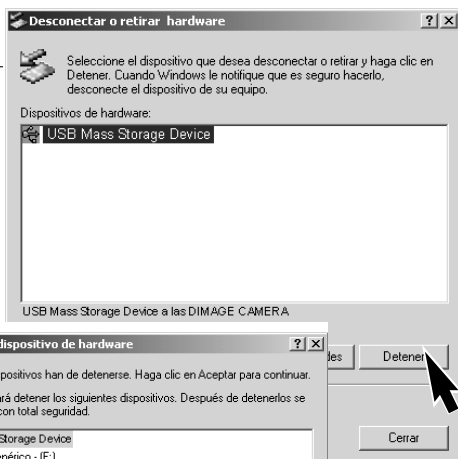 Desconectar o retirar hardware
Seleccione el dispositivo que desea desconectar o retirar y haga clic en
Detener. Cuando Windows le notifique que es seguro hacerlo,
desconecte el dispositivo de su equipo.
Dispositivos de hardware:
USB Mass Storage Device
USB Mass Storage Device a las DIMAGE CAMERA
Detener
Cerrar
dispositivo de hardware
han de detenerse. Haga clic en Aceptar para continuar.
detener los siguientes dispositivos. Después de detenerlos se
con total seguridad.
Storage Device
(E:)